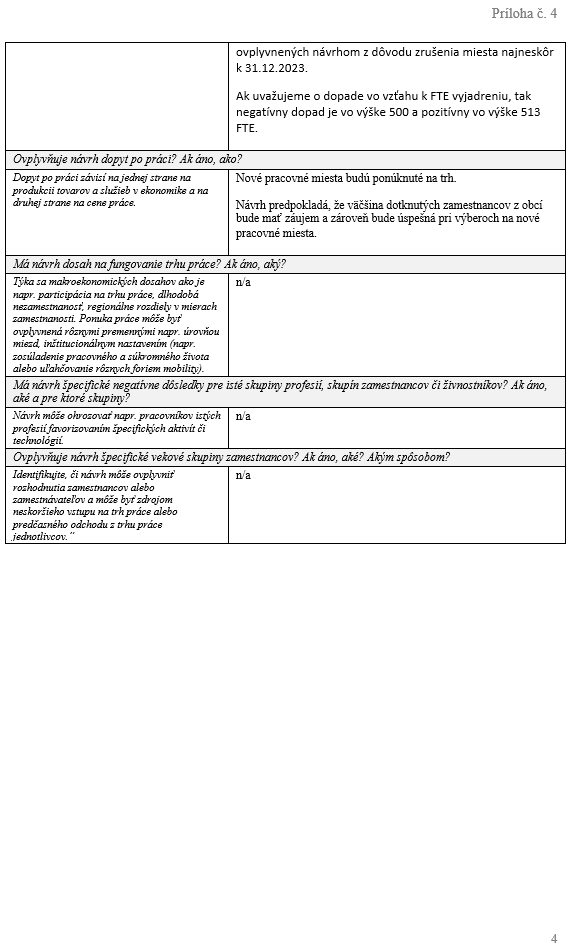 Príloha č. 4
ovplyvnených návrhom z dôvodu zrušenia miesta najneskôr
k 31.12.2023.
Ak uvažujeme o dopade vo vzťahu k FTE vyjadreniu, tak
negatívny dopad je vo výške 500 a pozitívny vo výške 513
FTE.
Ovplyvňuje návrh dopyt po práci? Ak áno, ako?
Dopyt po práci závisí na jednej strane na
produkcii tovarov a služieb v ekonomike a na
druhej strane na cene práce.
Nové pracovné miesta budú ponúknuté na trh.
Návrh predpokladá, že väčšina dotknutých zamestnancov z obcí
bude mať záujem a zároveň bude úspešná pri výberoch na nové
pracovné miesta.
Má návrh dosah na fungovanie trhu práce? Ak áno, aký?
Týka sa makroekonomických dosahov ako je
napr. participácia na trhu práce, dlhodobá
nezamestnanosť, regionálne rozdiely v mierach
zamestnanosti. Ponuka práce môže byť
ovplyvnená rôznymi premennými napr. úrovňou
miezd, inštitucionálnym nastavením (napr.
zosúladenie pracovného a súkromného života
alebo uľahčovanie rôznych foriem mobility).
n/a
Má návrh špecifické negatívne dôsledky pre isté skupiny profesií, skupín zamestnancov či živnostníkov? Ak áno,
aké a pre ktoré skupiny?
Návrh môže ohrozovať napr. pracovníkov istých
profesií favorizovaním špecifických aktivít či
technológií.
n/a
Ovplyvňuje návrh špecifické vekové skupiny zamestnancov? Ak áno, aké? Akým spôsobom?
Identifikujte, či návrh môže ovplyvniť
rozhodnutia zamestnancov alebo
zamestnávateľov a môže byť zdrojom
neskoršieho vstupu na trh práce alebo
predčasného odchodu z trhu práce
jednotlivcov.“
n/a
4